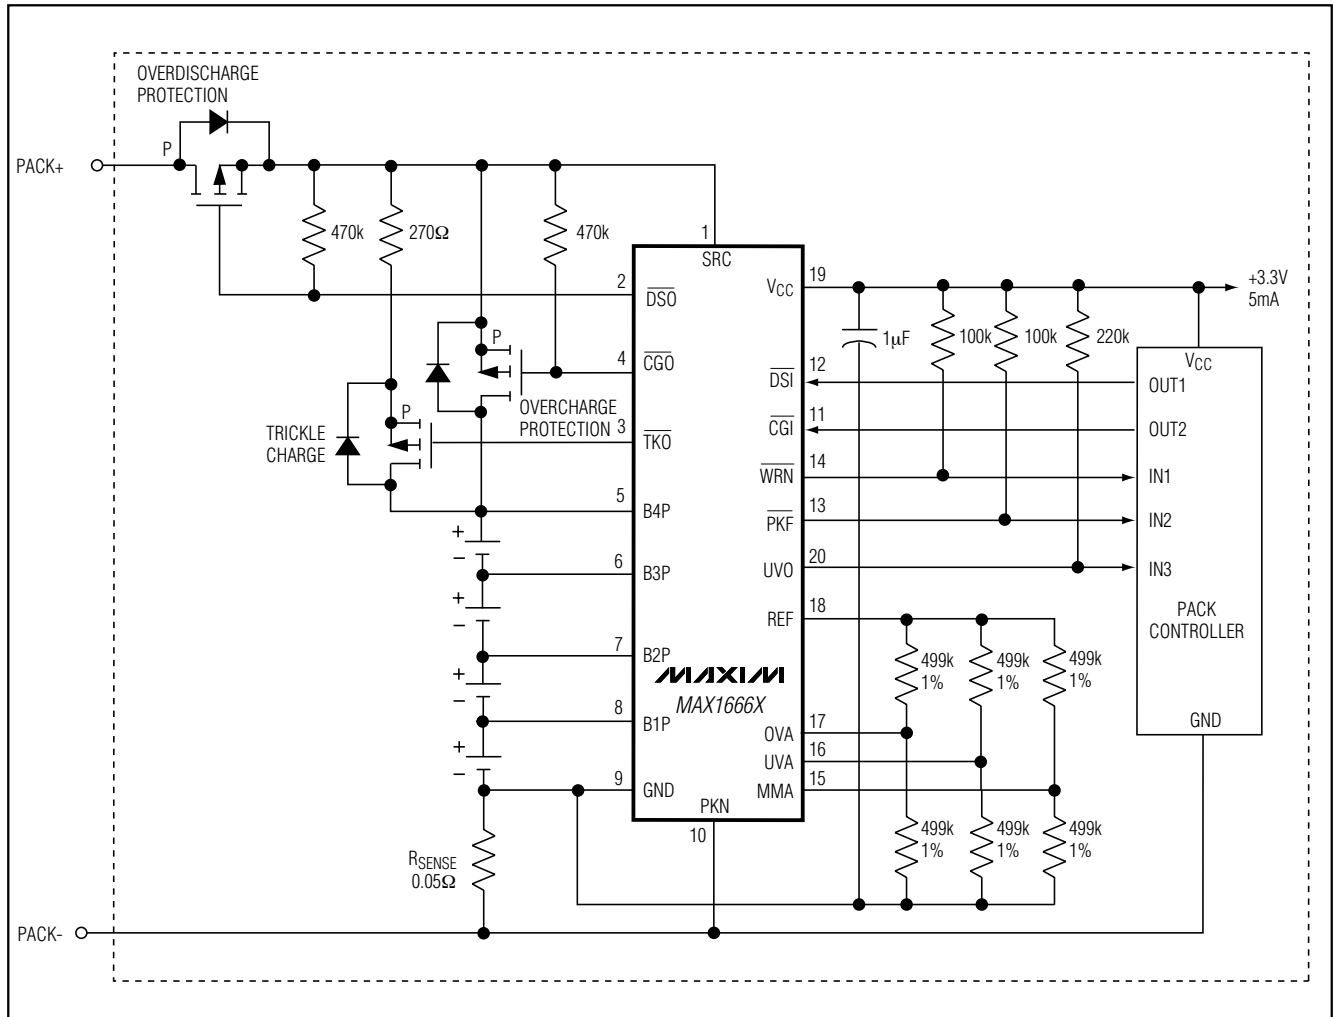 OVERDISCHARGE
PROTECTION
P
PACK+
470k
270Ω
470k
1
SRC
2
DSO
VCC
19
+3.3V
5mA
1µF
100k
100k
220k
VCC
P
4
CGO
12
DSI
OUT1
P
OVERCHARGE
PROTECTION
3
TKO
11
CGI
OUT2
TRICKLE
CHARGE
14
WRN
IN1
5
B4P
13
PKF
IN2
+
−
6
B3P
20
UVO
IN3
18
REF
PACK
CONTROLLER
+
−
7
B2P
499k
1%
499k
1%
499k
1%
MAXIM
MAX1666X
+
−
8
B1P
17
OVA
GND
16
UVA
+
−
9
GND
15
MMA
PKN
10
499k
1%
499k
1%
499k
1%
RSENSE
0.05Ω
PACK-